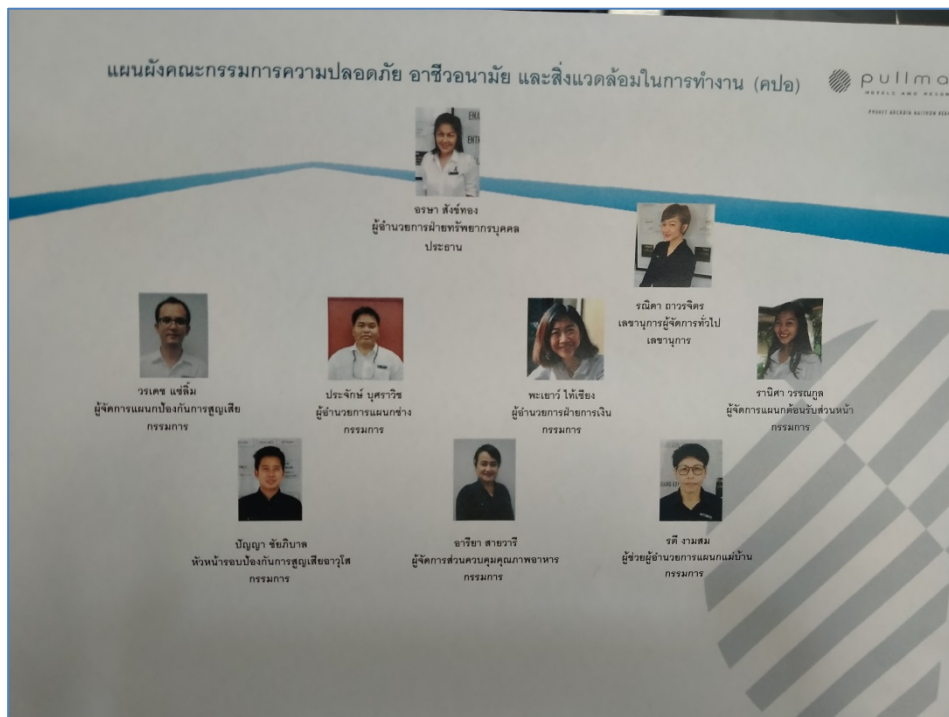 แผนผังคณะกรรมการความปลอดภัย อาชีวอนามัย และสิ่งแวดล้อมในการทำงาน (คปอ)
pullma
HOTELS AND RESOR
PHUKET ARCADIA NAITHON BEA
อรษา สังข์ทอง
ผู้อำนวยการฝ่ายทรัพยากรบุคคล
ประธาน
รณิดา ถาวรจิตร
เลขานุการผู้จัดการทั่วไป
เลขานุการ
วรเดช แซ่ลิ้ม
ผู้จัดการแผนกป้องกันการสูญเสีย
กรรมการ
ประจักษ์ บุศราวิช
ผู้อำนวยการแผนกช่าง
กรรมการ
พะเยาว์ ไท้เซียง
ผู้อำนวยการฝ่ายการเงิน
กรรมการ
รานิศา วรรณกูล
ผู้จัดการแผนกต้อนรับส่วนหน้า
กรรมการ
ปัญญา ชัยภิบาล
หัวหน้ารอบป้องกันการสูญเสียอาวุโส
กรรมการ
อารียา สายวารี
ผู้จัดการส่วนควบคุมคุณภาพอาหาร
กรรมการ
รตี งามสม
ผู้ช่วยผู้อำนวยการแผนกแม่บ้าน
กรรมการ